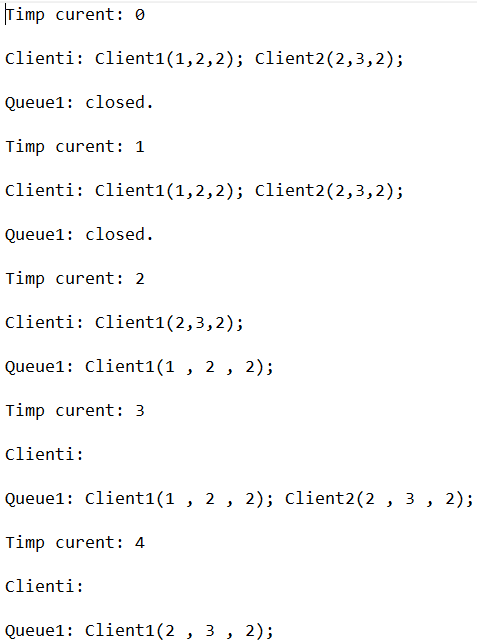 Timp curent: 0
Clienti: Client1(1,2,2); Client2(2,3,2);
Queue1: closed.
Timp curent: 1
Clienti: Client1(1,2,2); Client2(2,3,2);
Queue1: closed.
Timp curent: 2
Clienti: Client1(2,3,2);
Queue1: Client1(1 , 2 , 2);
Timp curent: 3
Clienti:
Queue1: Client1(1 , 2 , 2); Client2(2 , 3 , 2);
Timp curent: 4
Clienti:
Queue1: Client1(2 , 3 , 2);